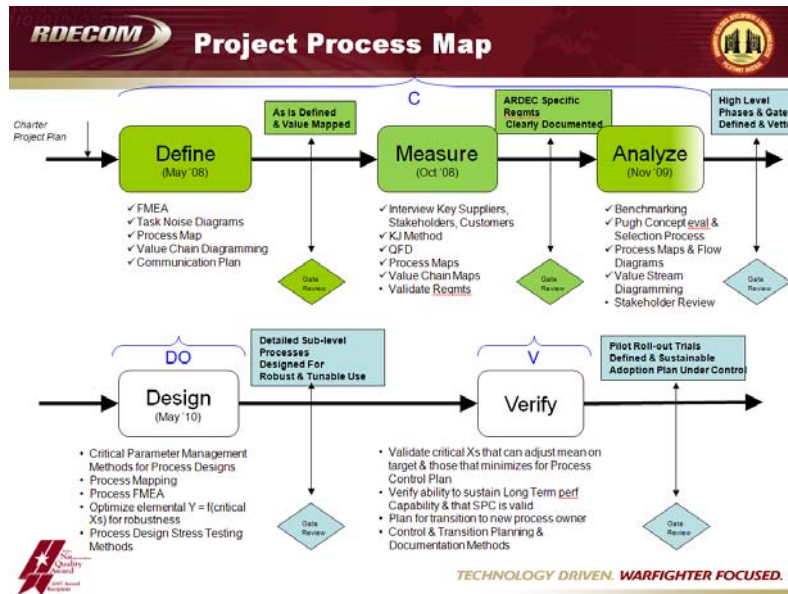 RDECOM
Project Process Map
C
Charter
Project Plan
As Is Defined
& Value Mapped
ARDEC Specific
Reqmts
Clearly Documented
High Level
Phases & Gate
Defined & Vette
Define
(May '08)
Measure
(Oct '08)
Analyze
(Nov '09)
✓ FMEA
✓ Task Noise Diagrams
✓ Process Map
✓ Value Chain Diagramming
✓ Communication Plan
Gate
Review
✓ Interview Key Suppliers,
Stakeholders, Customers
✓ KJ Method
✓ QFD
✓ Process Maps
✓ Value Chain Maps
• Validate Reqmts
Gate
Review
✓ Benchmarking
✓ Pugh Concept eval &
Selection Process
✓ Process Maps & Flow
Diagrams
✓ Value Stream
Diagramming
• Stakeholder Review
Gate
Review
DO
Detailed Sub-level
Processes
Designed For
Robust & Tunable Use
V
Pilot Roll-out Trials
Defined & Sustainable
Adoption Plan Under Control
Design
(May '10)
Verify
• Critical Parameter Management
Methods for Process Designs
• Process Mapping
• Process FMEA
• Optimize elemental Y = f(critical
Xs) for robustness
• Process Design Stress Testing
Methods
Gate
Review
• Validate critical Xs that can adjust mean on
target & those that minimizes for Process
Control Plan
• Verify ability to sustain Long Term perf
Capability & that SPC is valid
• Plan for transition to new process owner
• Control & Transition Planning &
Documentation Methods
Gate
Review
Quality
Award
2007 Award
Recipient
TECHNOLOGY DRIVEN. WARFIGHTER FOCUSED.